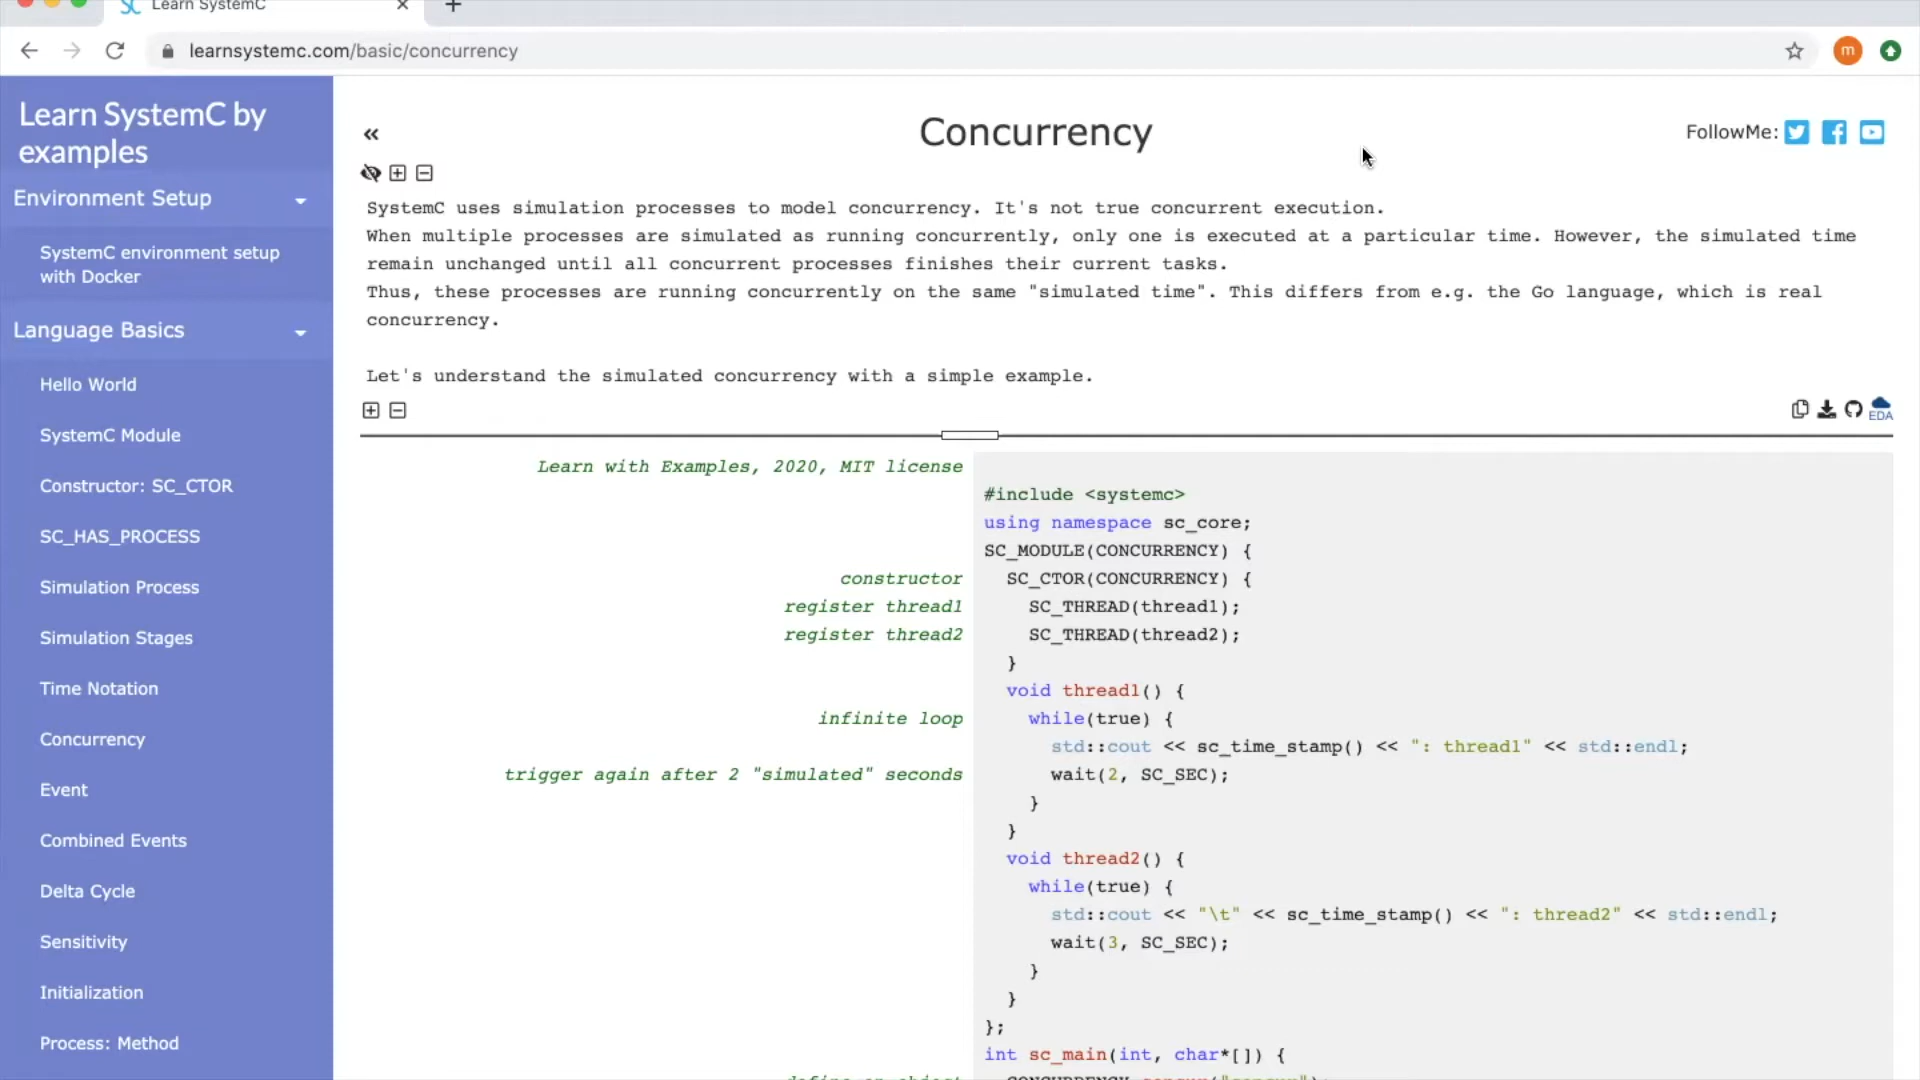 Learn SystemC
learnsystemc.com/basic/concurrency
m
Learn SystemC by
examples
Environment Setup
SystemC environment setup
with Docker
Language Basics
Hello World
SystemC Module
Constructor: SC_CTOR
SC_HAS_PROCESS
Simulation Process
Simulation Stages
Time Notation
Concurrency
Event
Combined Events
Delta Cycle
Sensitivity
Initialization
Process: Method
«
Concurrency
FollowMe:
SystemC uses simulation processes to model concurrency. It's not true concurrent execution.
When multiple processes are simulated as running concurrently, only one is executed at a particular time. However, the simulated time
remain unchanged until all concurrent processes finishes their current tasks.
Thus, these processes are running concurrently on the same "simulated time". This differs from e.g. the Go language, which is real
concurrency.
Let's understand the simulated concurrency with a simple example.
EDA
Learn with Examples, 2020, MIT license
#include <systemc>
using namespace sc_core;
SC_MODULE(CONCURRENCY) {
constructor SC_CTOR(CONCURRENCY) {
register thread1 SC_THREAD(thread1);
register thread2 SC_THREAD(thread2);
}
void thread1() {
infinite loop while(true) {
std::cout << sc_time_stamp() << ": thread1" << std::endl;
trigger again after 2 "simulated" seconds wait(2, SC_SEC);
}
}
void thread2() {
while(true) {
std::cout << "\t" << sc_time_stamp() << ": thread2" << std::endl;
wait(3, SC_SEC);
}
}
};
int sc_main(int, char*[]) {